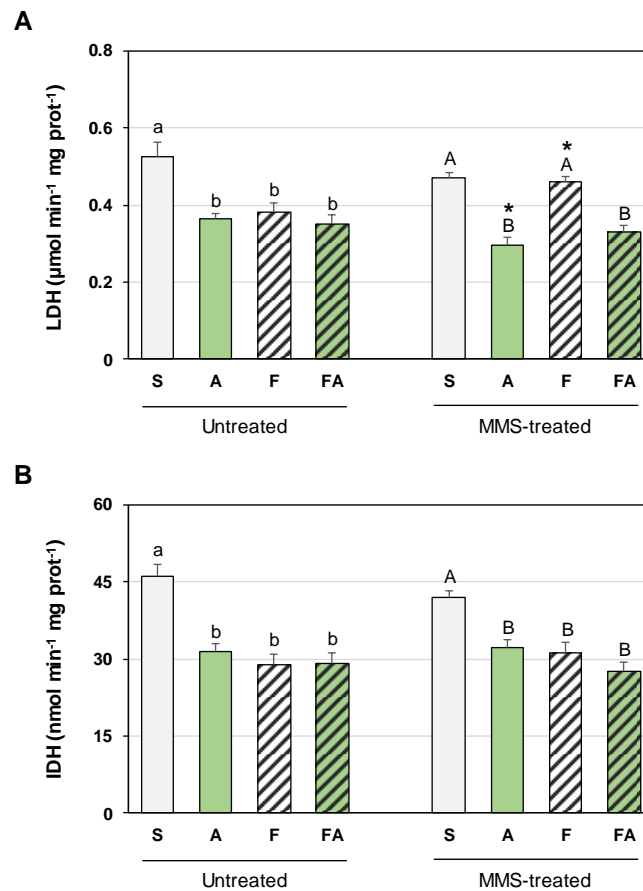 A
LDH (µmol min⁻¹ mg prot⁻¹)
0.8
0.6
0.4
0.2
0
a
b
b
b
A
*
B
*
A
B
S A F FA S A F FA
Untreated MMS-treated
B
IDH (nmol min⁻¹ mg prot⁻¹)
60
45
30
15
0
a
b
b
b
A
B
B
B
S A F FA S A F FA
Untreated MMS-treated